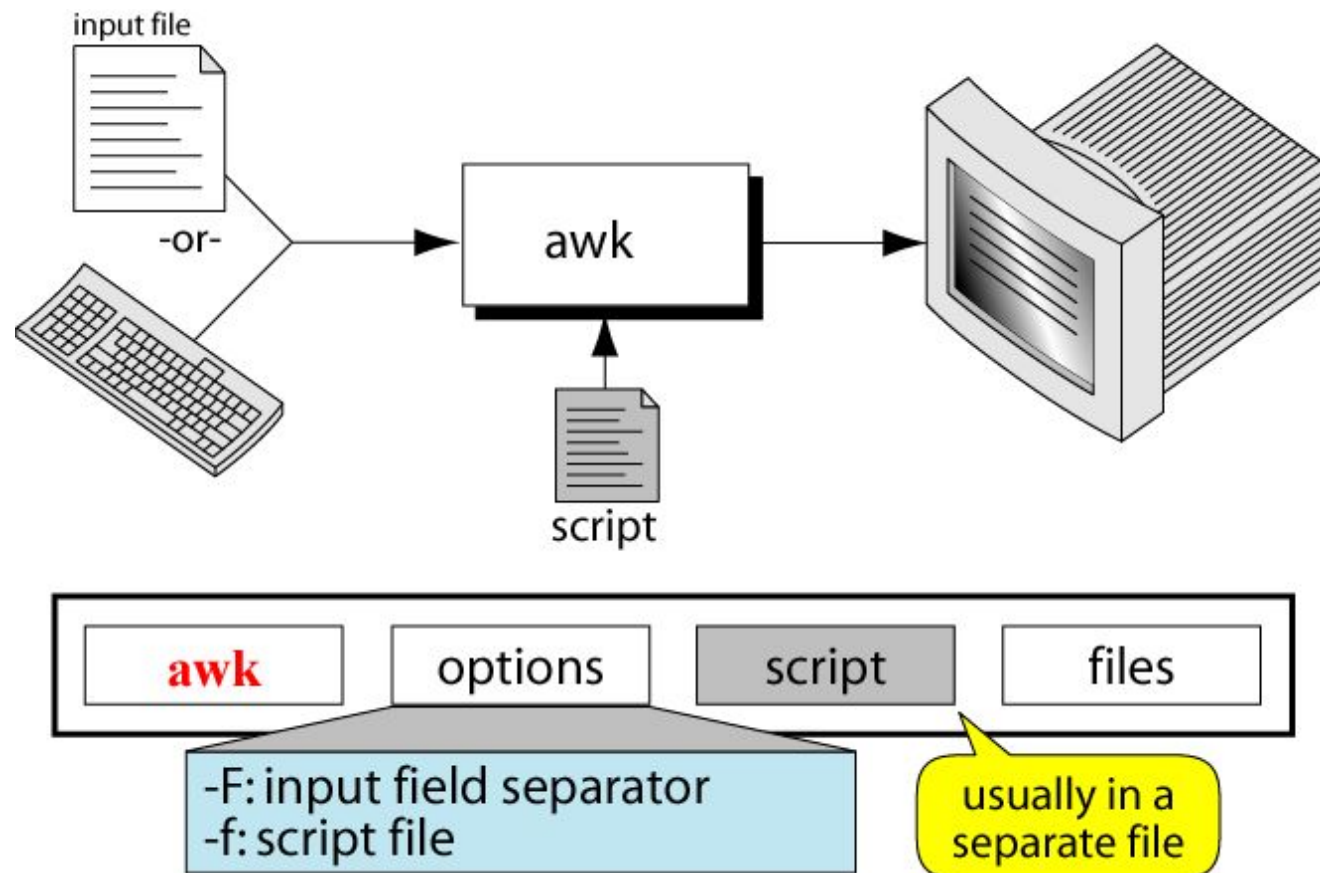 input file
-or-
awk
script
awk
options
script
files
-F: input field separator
-f: script file
usually in a
separate file